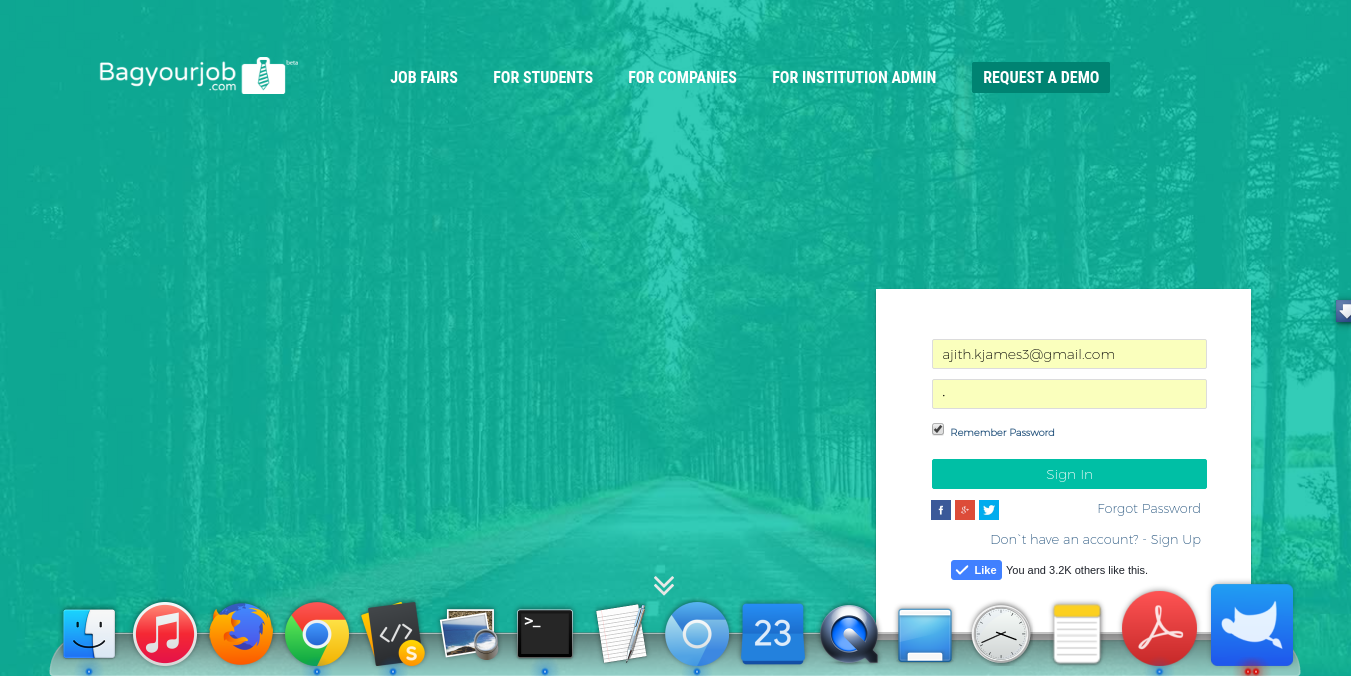 Bagyourjob
.com
beta
JOB FAIRS FOR STUDENTS FOR COMPANIES FOR INSTITUTION ADMIN REQUEST A DEMO
ajith.kjames3@gmail.com
.
Remember Password
Sign In
f g+ Forgot Password
Don`t have an account? - Sign Up
Like You and 3.2K others like this.
</> S >_ 23